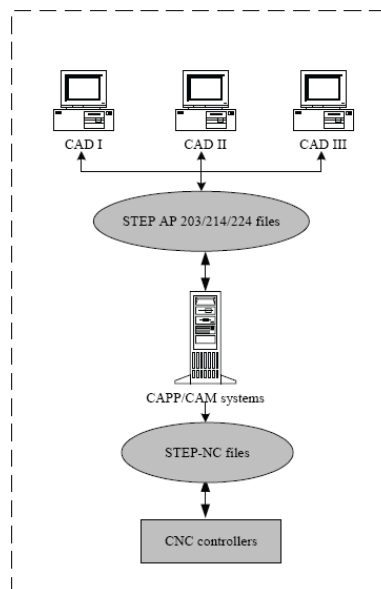 CAD I CAD II CAD III
STEP AP 203/214/224 files
CAPP/CAM systems
STEP-NC files
CNC controllers